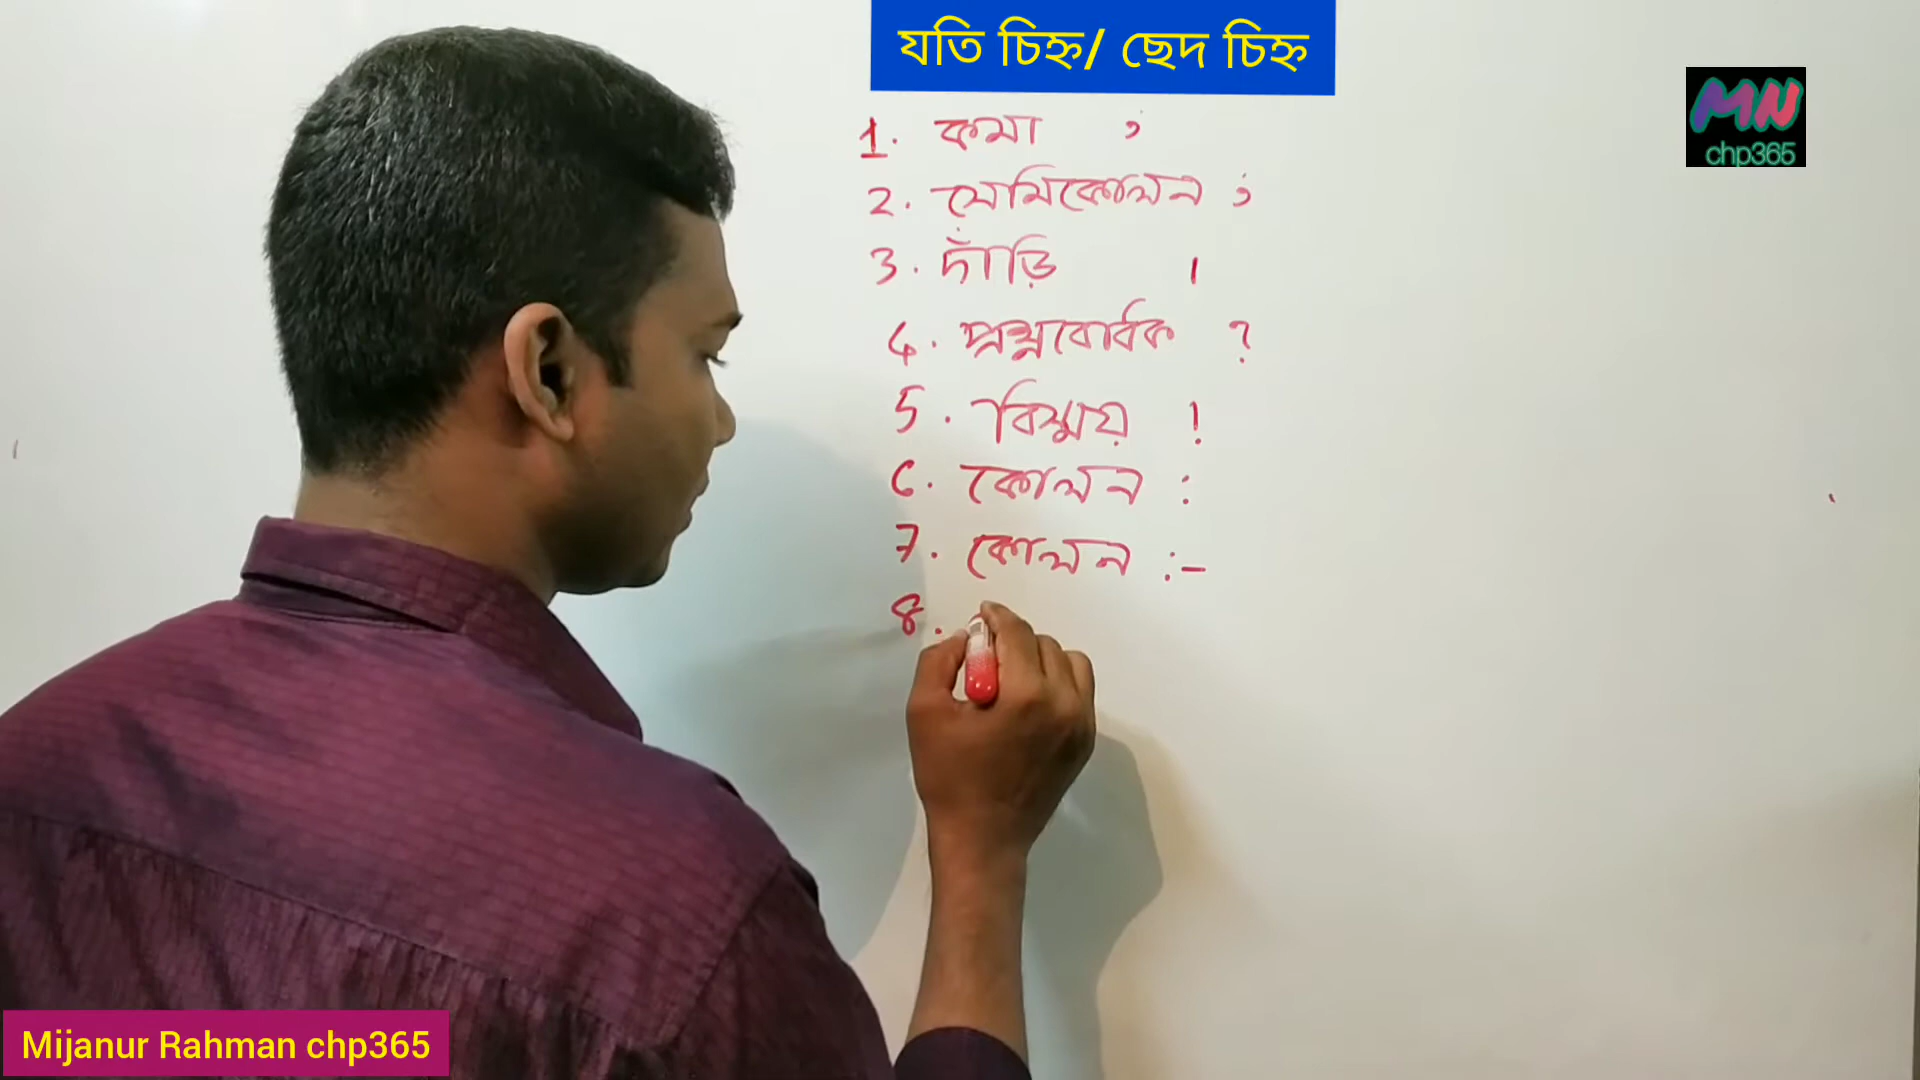 যতি চিহ্ন/ ছেদ চিহ্ন
MN
chp365
1. কমা ,
2. সেমিকোলন ;
3. দাঁড়ি ।
4. প্রশ্নবোধক ?
5. বিস্ময় !
6. কোলন :
7. কোলন :-
8.
Mijanur Rahman chp365